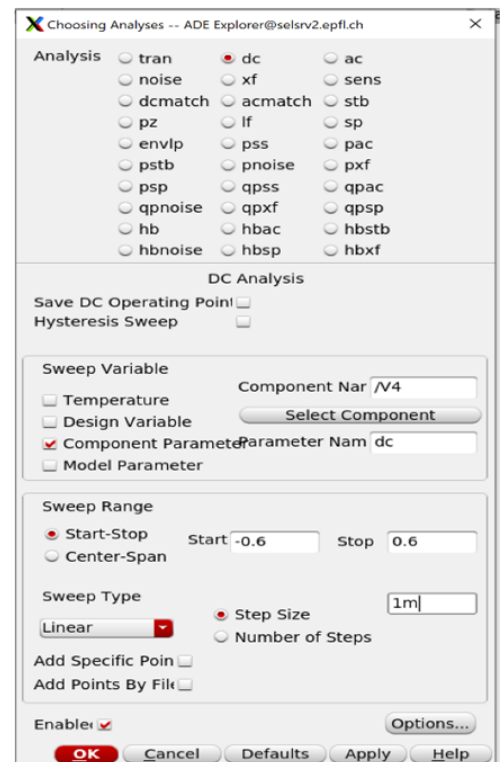 Choosing Analyses -- ADE Explorer@selsrv2.epfl.ch
Analysis tran dc ac
noise xf sens
dcmatch acmatch stb
pz lf sp
envlp pss pac
pstb pnoise pxf
psp qpss qpac
qpnoise qpxf qpsp
hb hbac hbstb
hbnoise hbsp hbxf
DC Analysis
Save DC Operating Point
Hysteresis Sweep
Sweep Variable
Temperature
Design Variable
Component Parameter
Model Parameter
Component Nar /V4
Select Component
Parameter Nam dc
Sweep Range
Start-Stop
Center-Span
Start -0.6 Stop 0.6
Sweep Type
Linear
Step Size
Number of Steps
1m
Add Specific Poin
Add Points By File
Enable
Options...
OK Cancel Defaults Apply Help